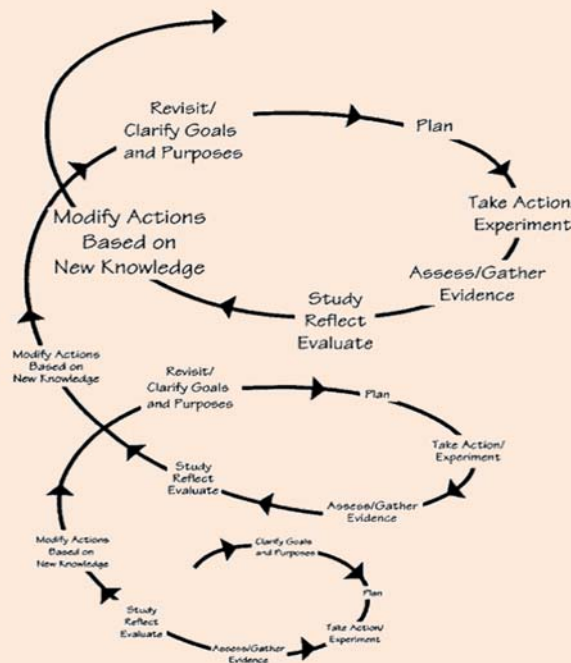 Revisit/
Clarify Goals
and Purposes
Plan
Take Action/
Experiment
Assess/Gather
Evidence
Study
Reflect
Evaluate
Modify Actions
Based on
New Knowledge
Modify Actions
Based on
New Knowledge
Revisit/
Clarify Goals
and Purposes
Plan
Take Action/
Experiment
Assess/Gather
Evidence
Study
Reflect
Evaluate
Modify Actions
Based on
New Knowledge
Clarify Goals
and Purposes
Plan
Take Action/
Experiment
Assess/Gather
Evidence
Study
Reflect
Evaluate